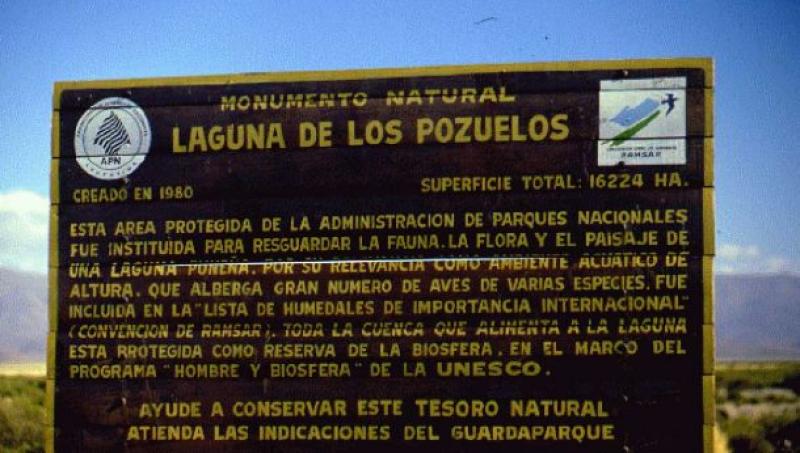 MONUMENTO NATURAL
LAGUNA DE LOS POZUELOS
APN
RAMSAR
CREADO EN 1980
SUPERFICIE TOTAL: 16224 HA.
ESTA AREA PROTEGIDA DE LA ADMINISTRACION DE PARQUES NACIONALES
FUE INSTITUIDA PARA RESGUARDAR LA FAUNA. LA FLORA Y EL PAISAJE DE
UNA LAGUNA PUNEÑA. POR SU RELEVANCIA COMO AMBIENTE ACUATICO DE
ALTURA. QUE ALBERGA GRAN NUMERO DE AVES DE VARIAS ESPECIES. FUE
INCLUIDA EN LA "LISTA DE HUMEDALES DE IMPORTANCIA INTERNACIONAL"
(CONVENCION DE RAMSAR). TODA LA CUENCA QUE ALIMENTA A LA LAGUNA
ESTA PROTEGIDA COMO RESERVA DE LA BIOSFERA. EN EL MARCO DEL
PROGRAMA "HOMBRE Y BIOSFERA" DE LA UNESCO.
AYUDE A CONSERVAR ESTE TESORO NATURAL
ATIENDA LAS INDICACIONES DEL GUARDAPARQUE